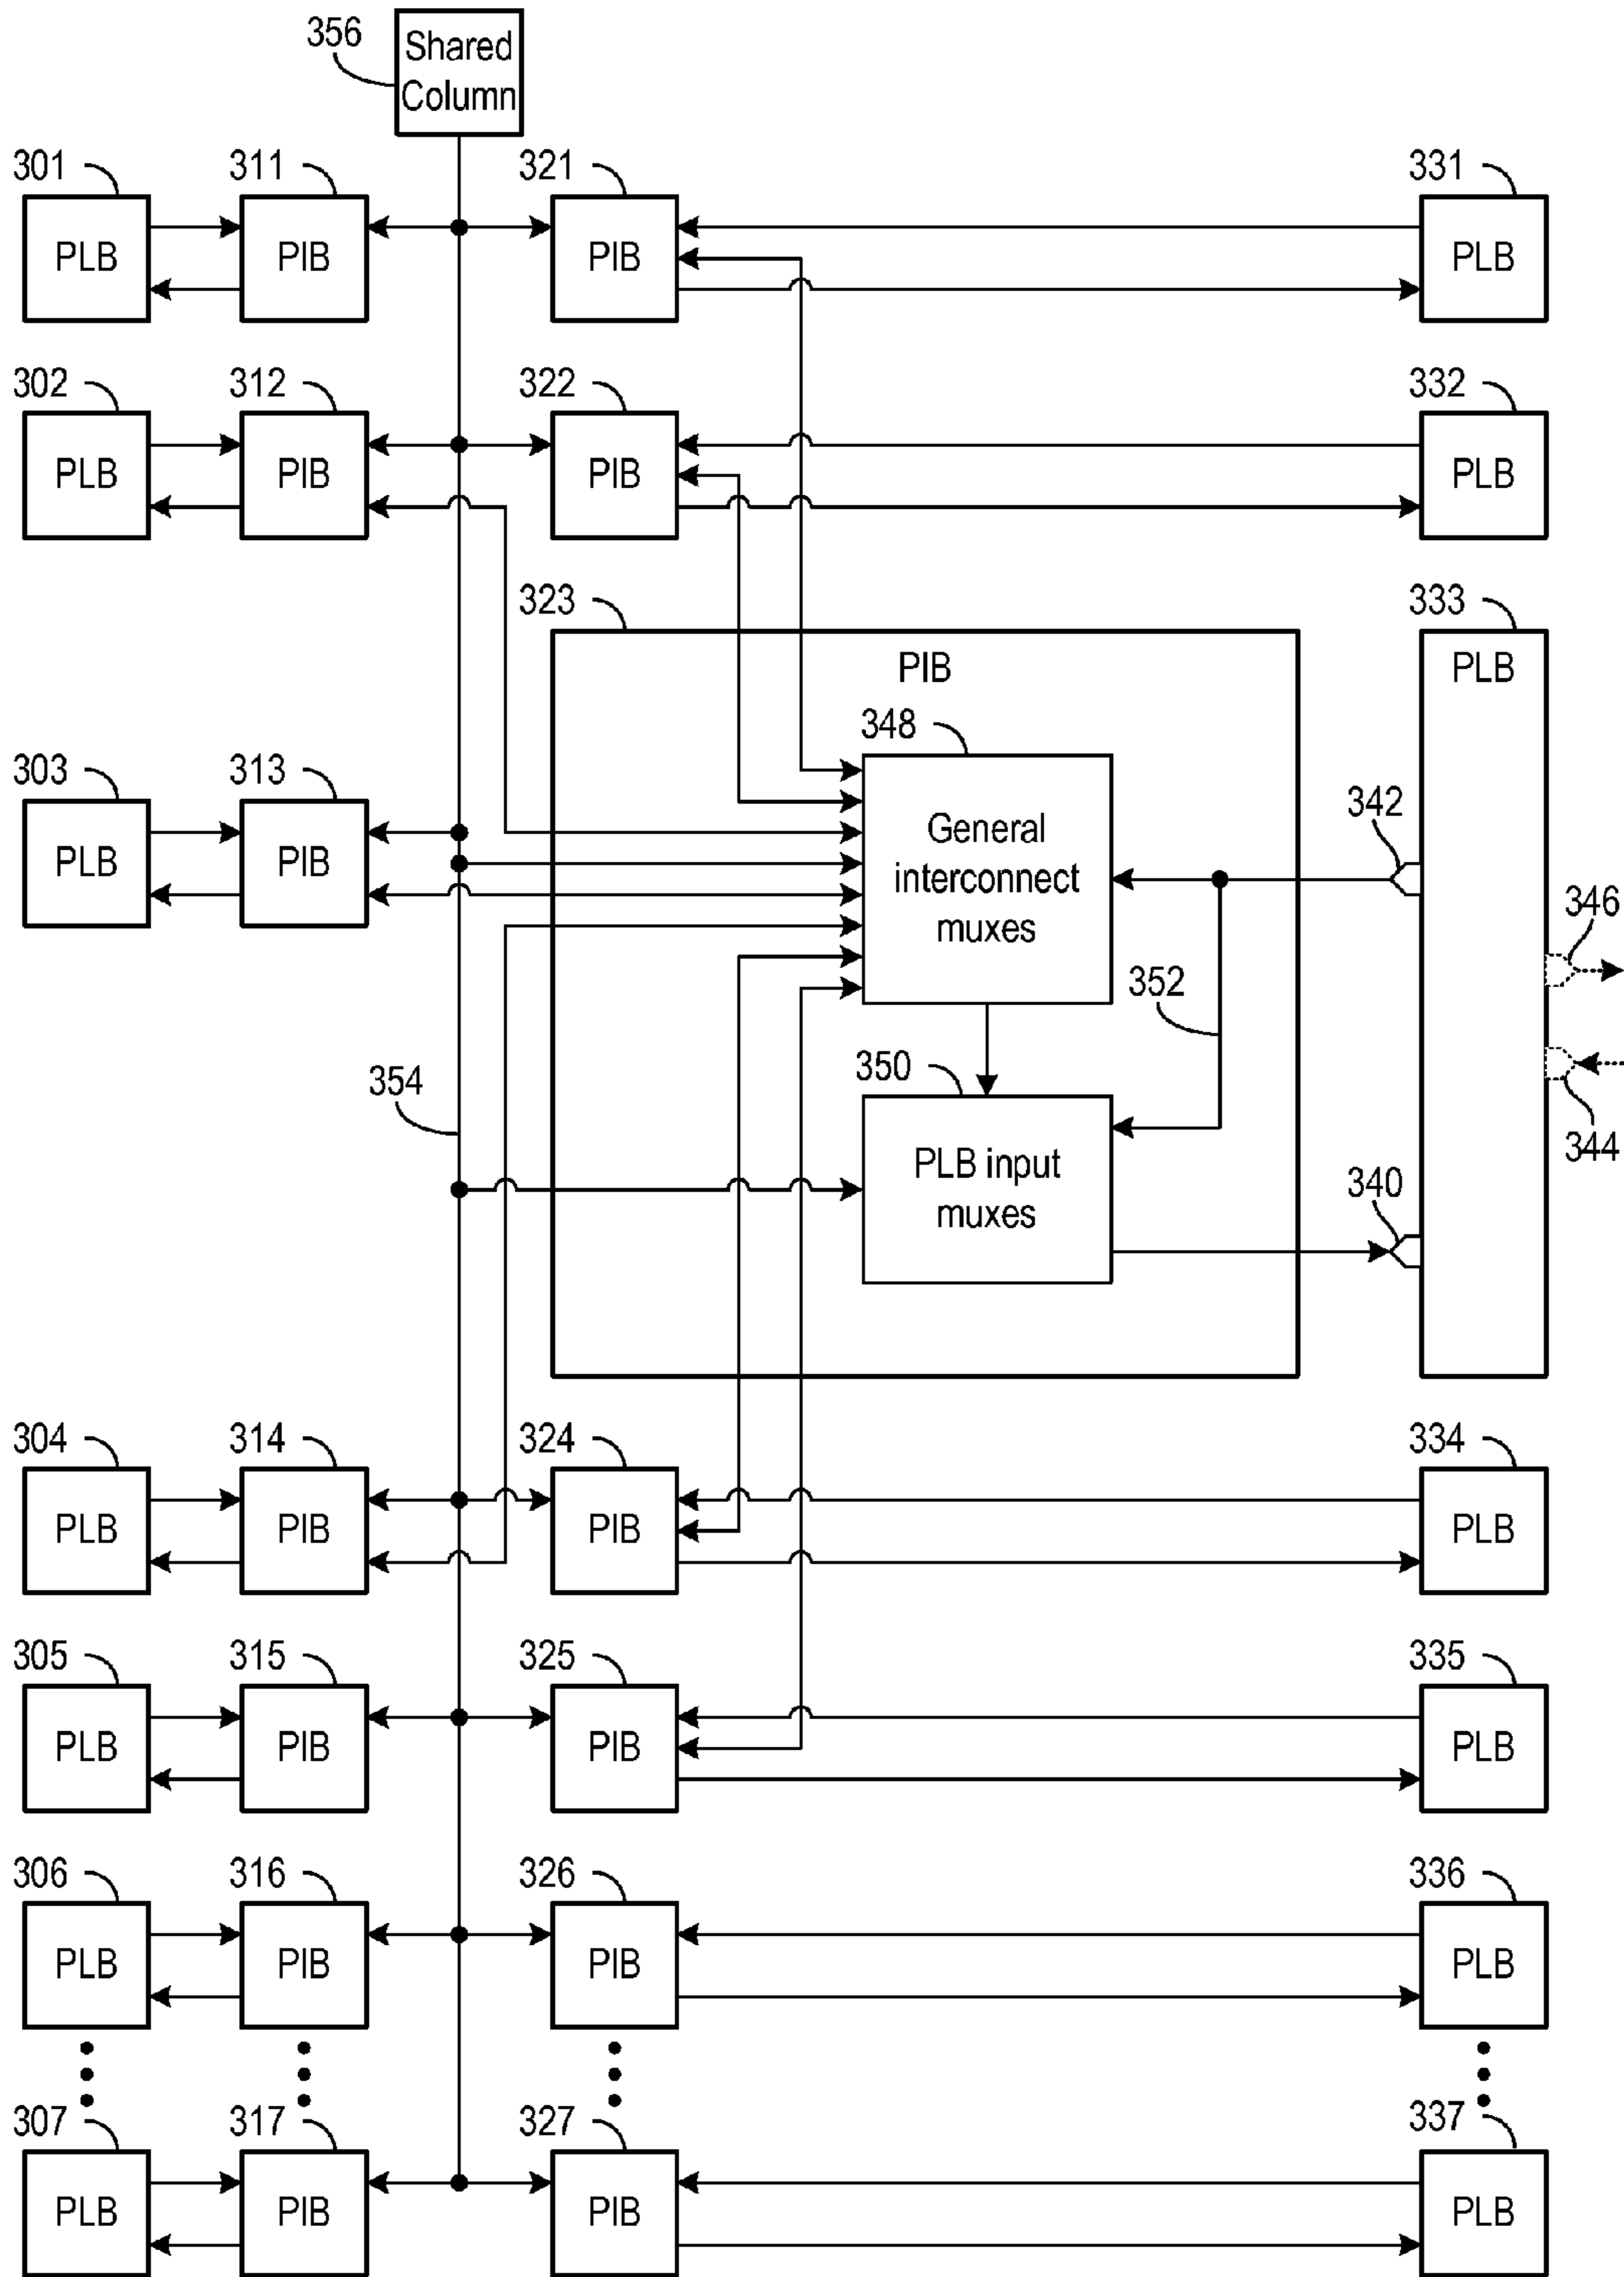 356
Shared
Column
301
311
321
331
PLB
PIB
PIB
PLB
302
312
322
332
PLB
PIB
PIB
PLB
323
333
PIB
PLB
348
303
313
342
General
interconnect
muxes
PLB
PIB
346
352
350
354
344
PLB input
muxes
340
304
314
324
334
PLB
PIB
PIB
PLB
305
315
325
335
PLB
PIB
PIB
PLB
306
316
326
336
PLB
PIB
PIB
PLB
307
317
327
337
PLB
PIB
PIB
PLB